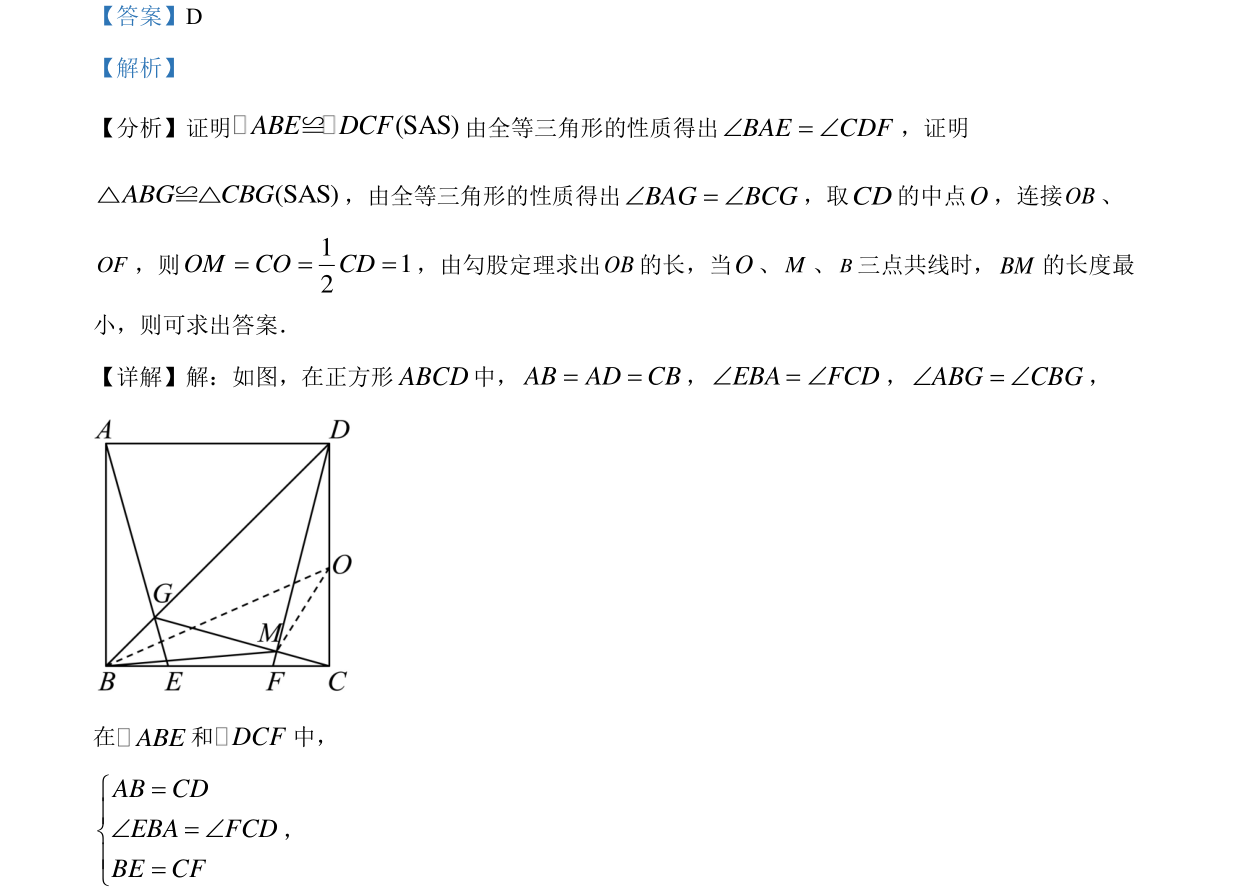 【答案】D
【解析】
【分析】证明□ABE≌□DCF(SAS)由全等三角形的性质得出∠BAE = ∠CDF，证明
△ABG≌△CBG(SAS)，由全等三角形的性质得出∠BAG = ∠BCG，取CD的中点O，连接OB、
OF，则OM = CO = 1/2 CD = 1，由勾股定理求出OB的长，当O、M、B三点共线时，BM的长度最
小，则可求出答案．
【详解】解：如图，在正方形ABCD中，AB = AD = CB，∠EBA = ∠FCD，∠ABG = ∠CBG，
A D
O
G
M
B E F C
在□ABE和□DCF中，
AB = CD
∠EBA = ∠FCD，
BE = CF